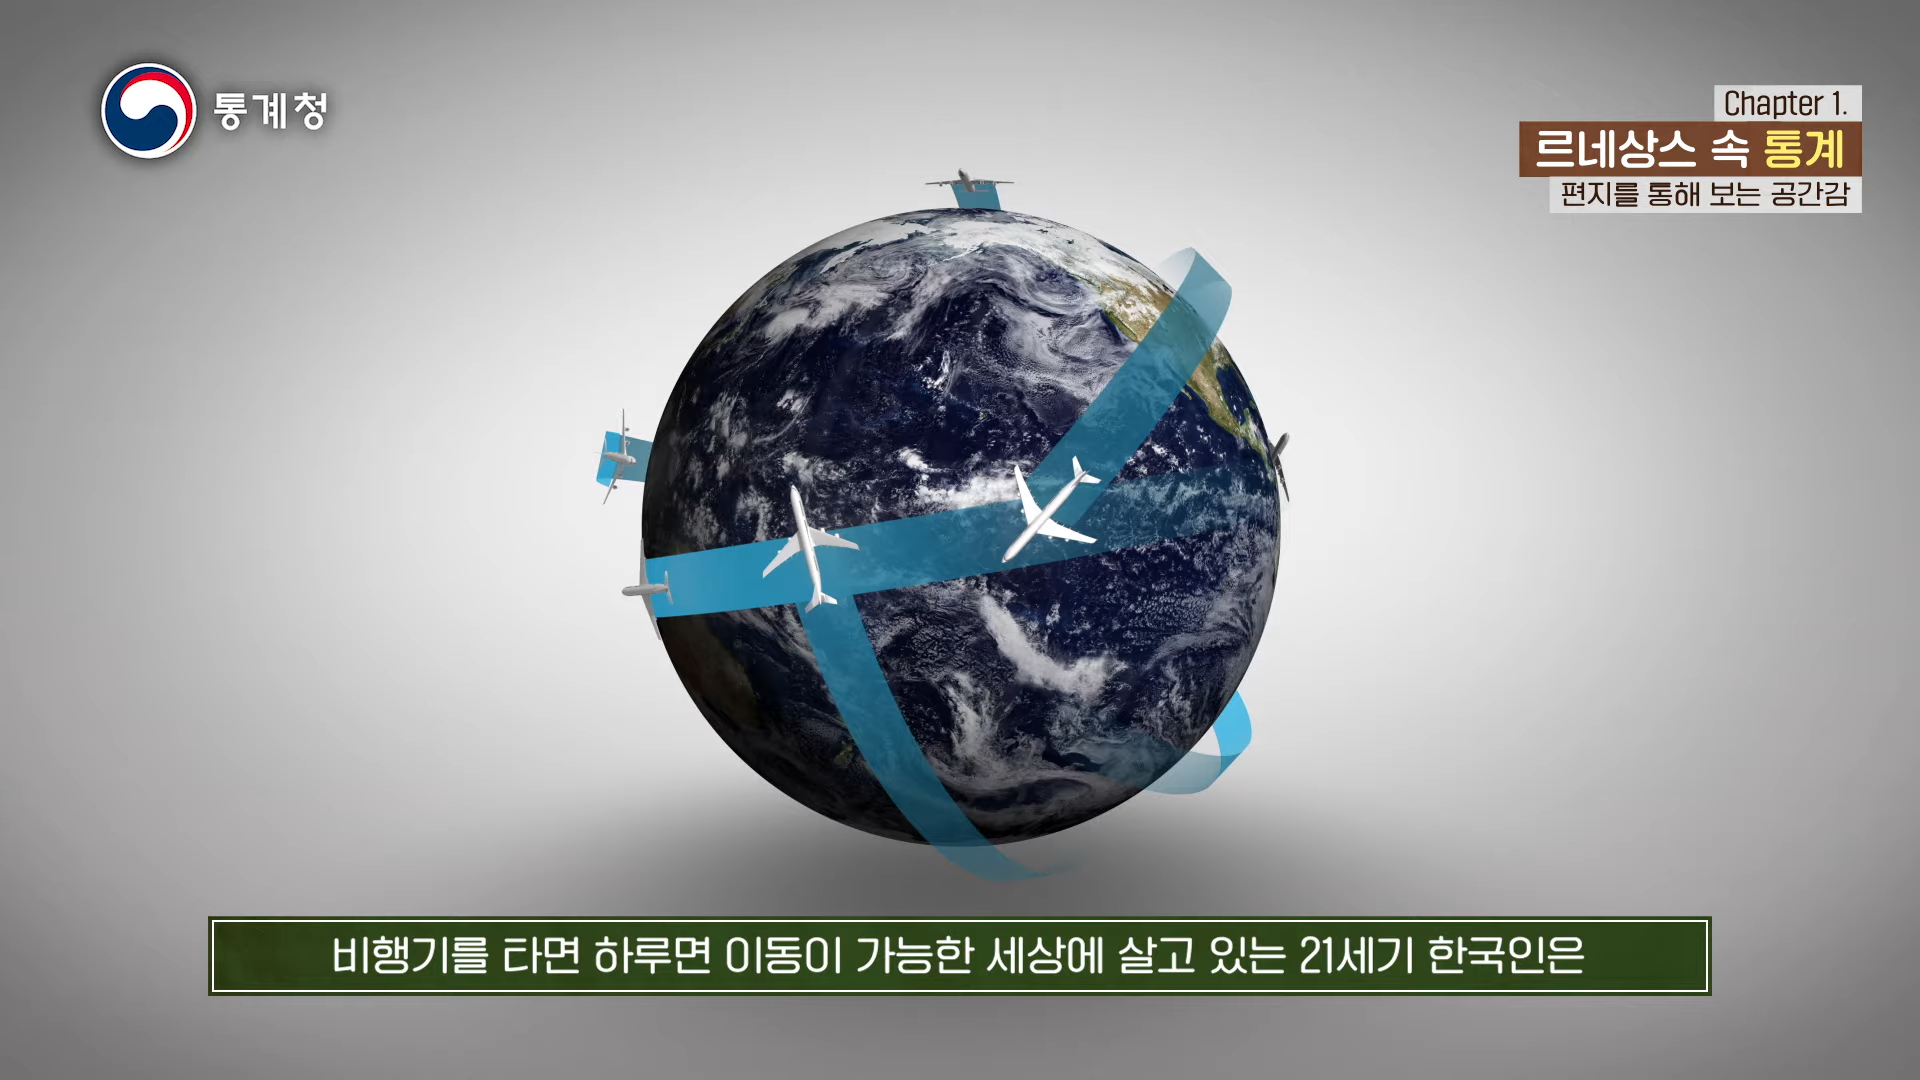 통계청
Chapter 1.
르네상스 속 통계
편지를 통해 보는 공간감
비행기를 타면 하루면 이동이 가능한 세상에 살고 있는 21세기 한국인은